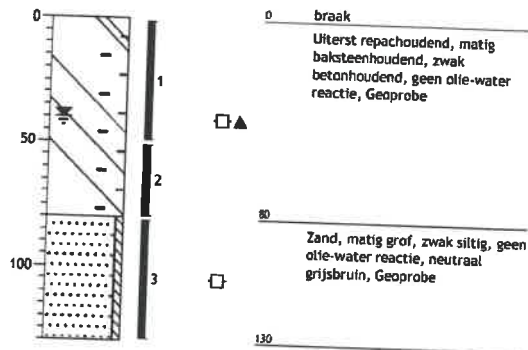 0
50
100
1
2
3
0 braak
Uiterst repachoudend, matig
baksteenhoudend, zwak
betonhoudend, geen olie-water
reactie, Geoprobe
80
Zand, matig grof, zwak siltig, geen
olie-water reactie, neutraal
grijsbruin, Geoprobe
130